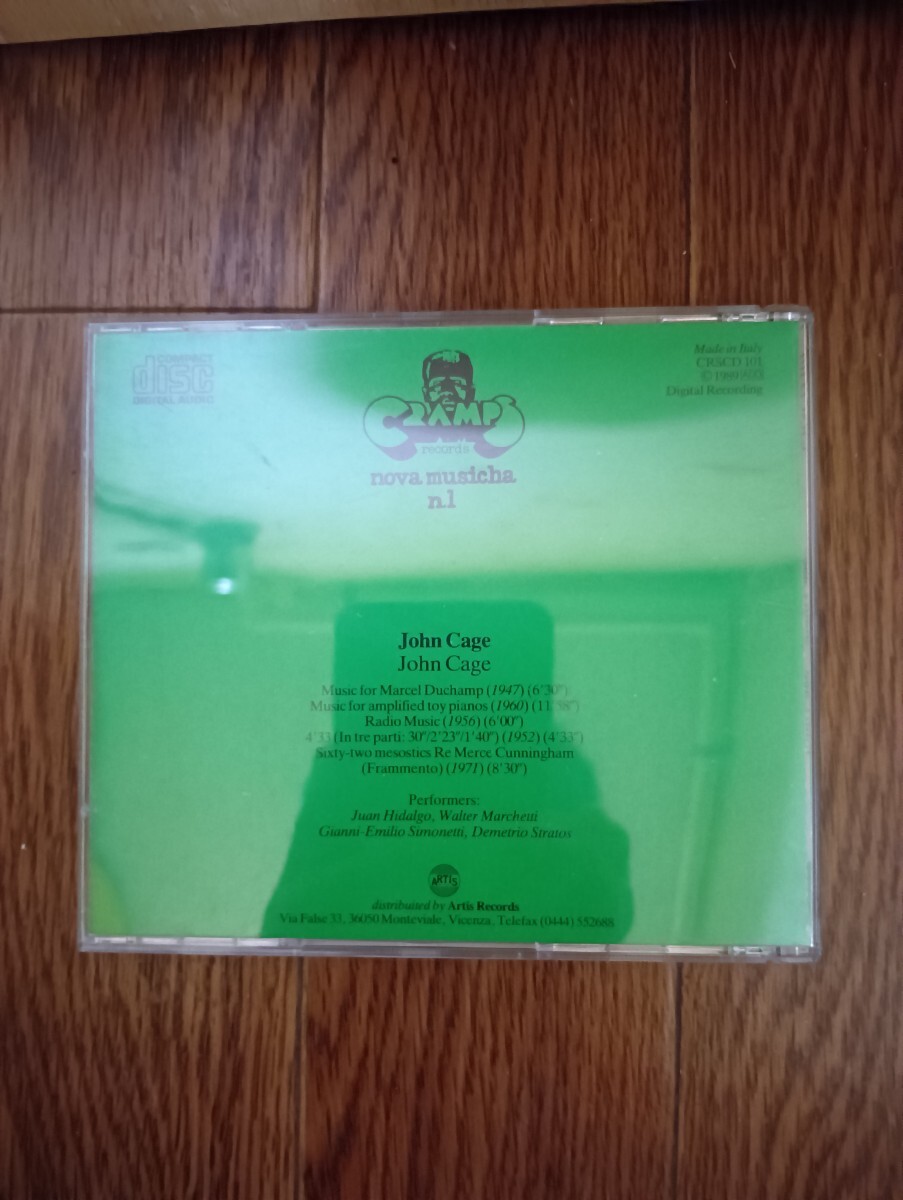 COMPACT
disc
DIGITAL AUDIO
CRAMPS
records
nova musicha
n.1
Made in Italy
CRSCD 101
© 1989
Digital Recording
John Cage
John Cage
Music for Marcel Duchamp (1947) (6'30")
Music for amplified toy pianos (1960) (11'58")
Radio Music (1956) (6'00")
4'33 (In tre parti: 30"/2'23"/1'40") (1952) (4'33")
Sixty-two mesostics Re Merce Cunningham
(Frammento) (1971) (8'30")
Performers:
Juan Hidalgo, Walter Marchetti
Gianni-Emilio Simonetti, Demetrio Stratos
ARTIS
distributed by Artis Records
Via False 33, 36050 Monteviale, Vicenza, Telefax (0444) 552688